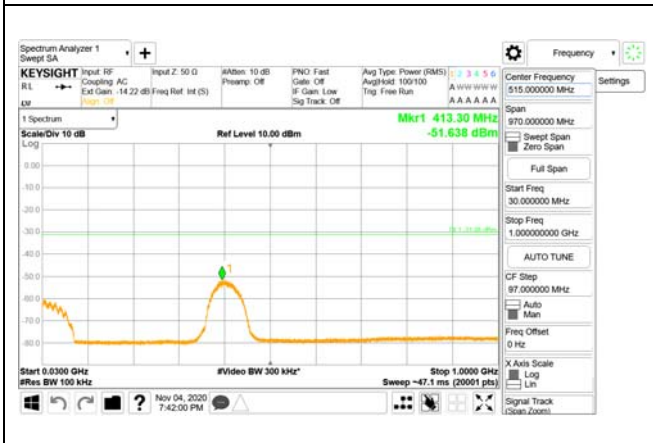 Spectrum Analyzer 1
Swept SA
+
Frequency
KEYSIGHT
Input: RF
Input Z: 50 Ω
#Atten: 10 dB
PNO: Fast
Avg Type: Power (RMS)
1 2 3 4 5 6
RL
Coupling: AC
Preamp: Off
Gate: Off
Avg|Hold: 100/100
A W W W W W
Ext Gain: -14.22 dB
Freq Ref: Int (S)
IF Gain: Low
Trig: Free Run
Align: Off
Sig Track: Off
A A A A A A
1 Spectrum
Mkr1 413.30 MHz
Scale/Div 10 dB
Ref Level 10.00 dBm
-51.638 dBm
Log
0.00
-10.0
-20.0
-30.0
-40.0
-50.0
-60.0
-70.0
-80.0
1
Start 0.0300 GHz
#Video BW 300 kHz*
Stop 1.0000 GHz
#Res BW 100 kHz
Sweep ~47.1 ms (20001 pts)
Nov 04, 2020
7:42:00 PM
?
Center Frequency
515.000000 MHz
Settings
Span
970.000000 MHz
Swept Span
Zero Span
Full Span
Start Freq
30.000000 MHz
Stop Freq
1.000000000 GHz
AUTO TUNE
CF Step
97.000000 MHz
Auto
Man
Freq Offset
0 Hz
X Axis Scale
Log
Lin
Signal Track
(Span Zoom)